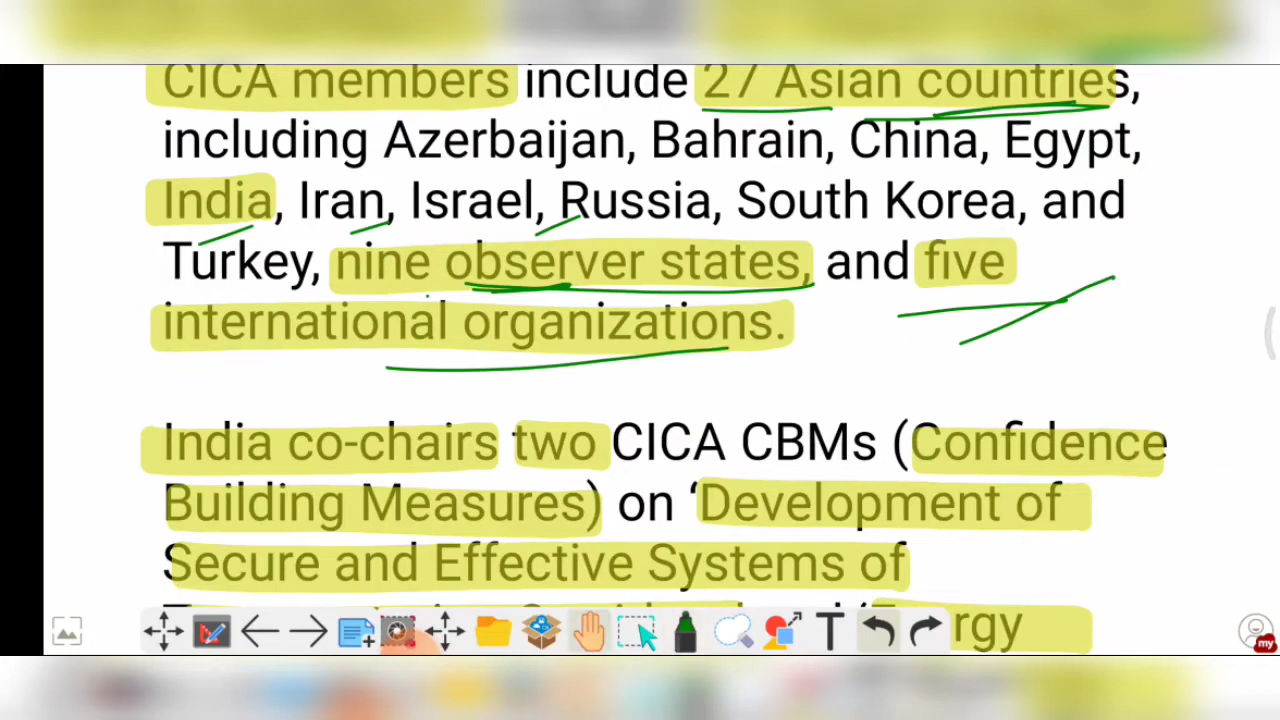 CICA members include 27 Asian countries,
including Azerbaijan, Bahrain, China, Egypt,
India, Iran, Israel, Russia, South Korea, and
Turkey, nine observer states, and five
international organizations.
India co-chairs two CICA CBMs (Confidence
Building Measures) on ‘Development of
Secure and Effective Systems of
rgy
T
my